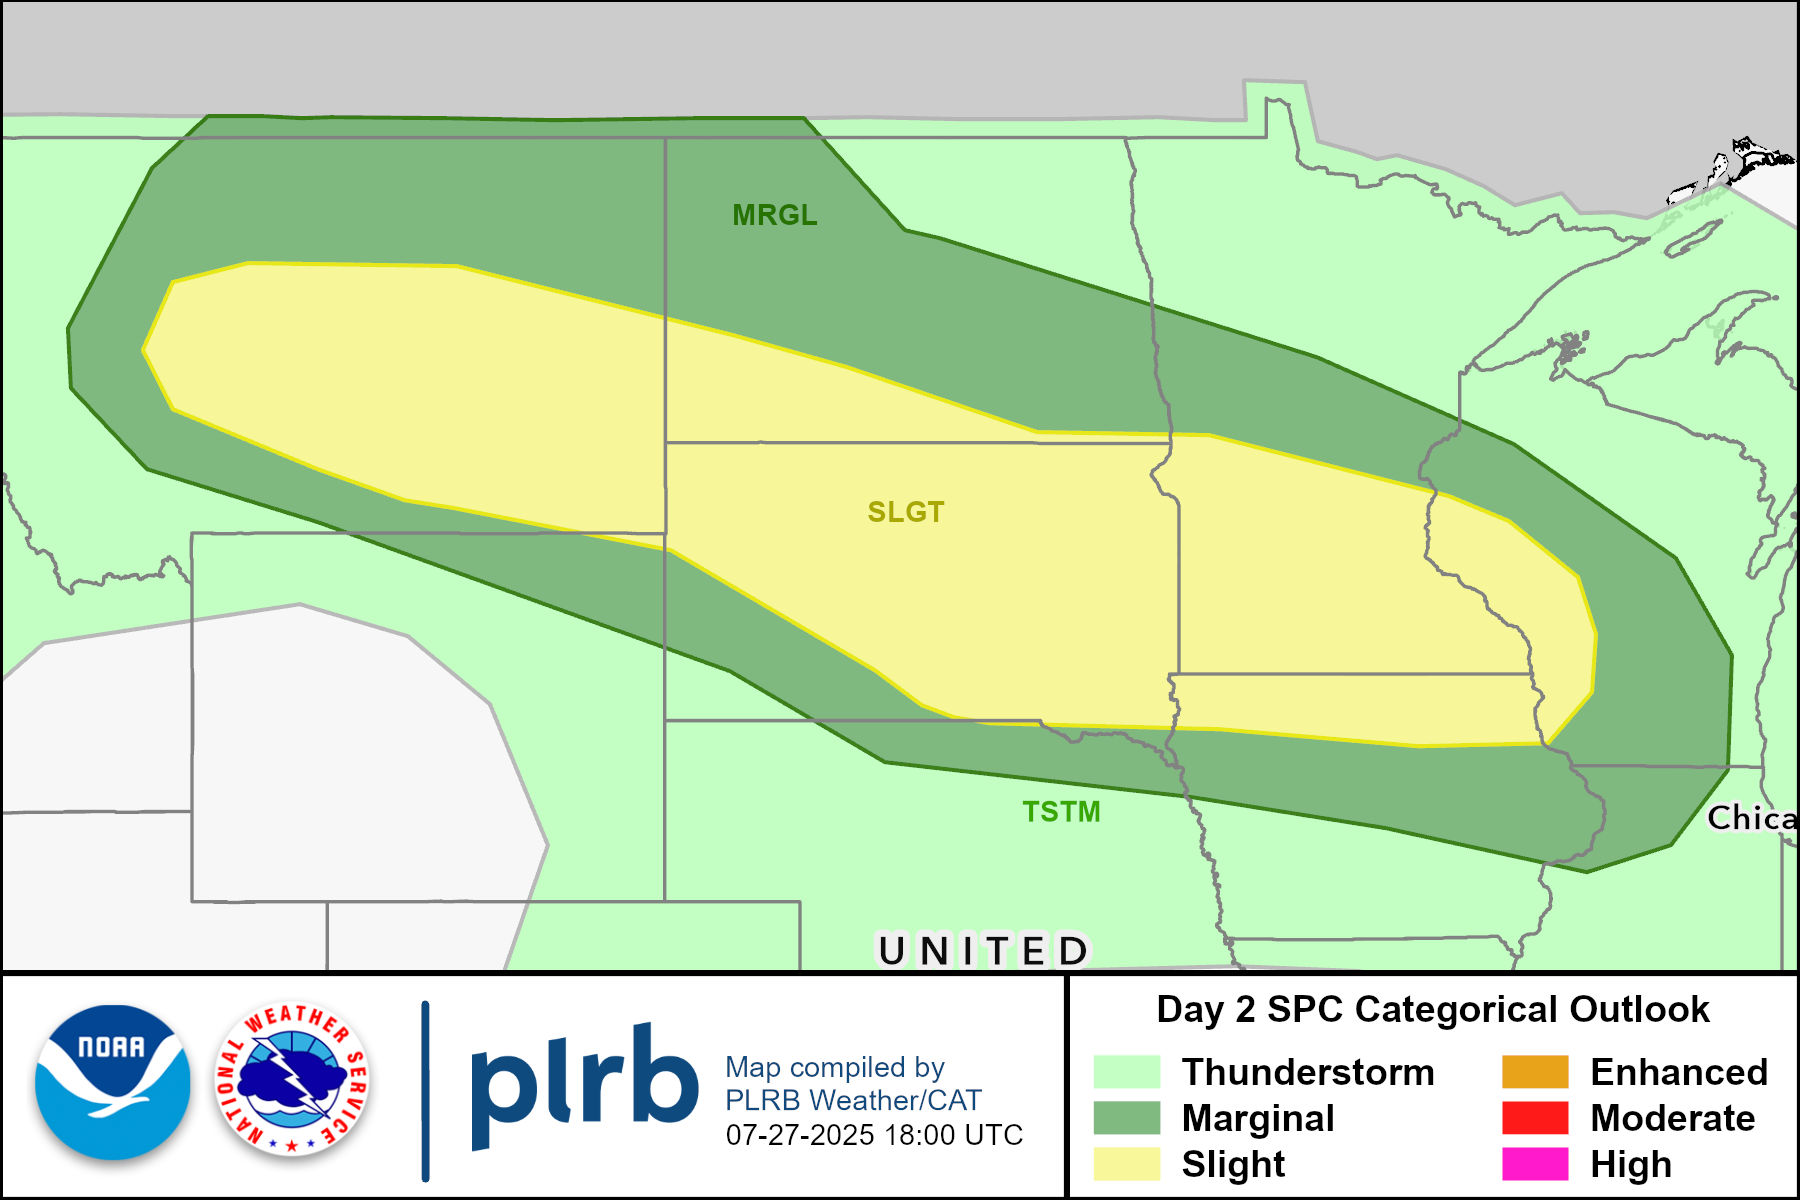 MRGL
SLGT
TSTM
Chica
UNITED
NOAA
NATIONAL WEATHER SERVICE
plrb
Map compiled by
PLRB Weather/CAT
07-27-2025 18:00 UTC
Day 2 SPC Categorical Outlook
Thunderstorm
Marginal
Slight
Enhanced
Moderate
High